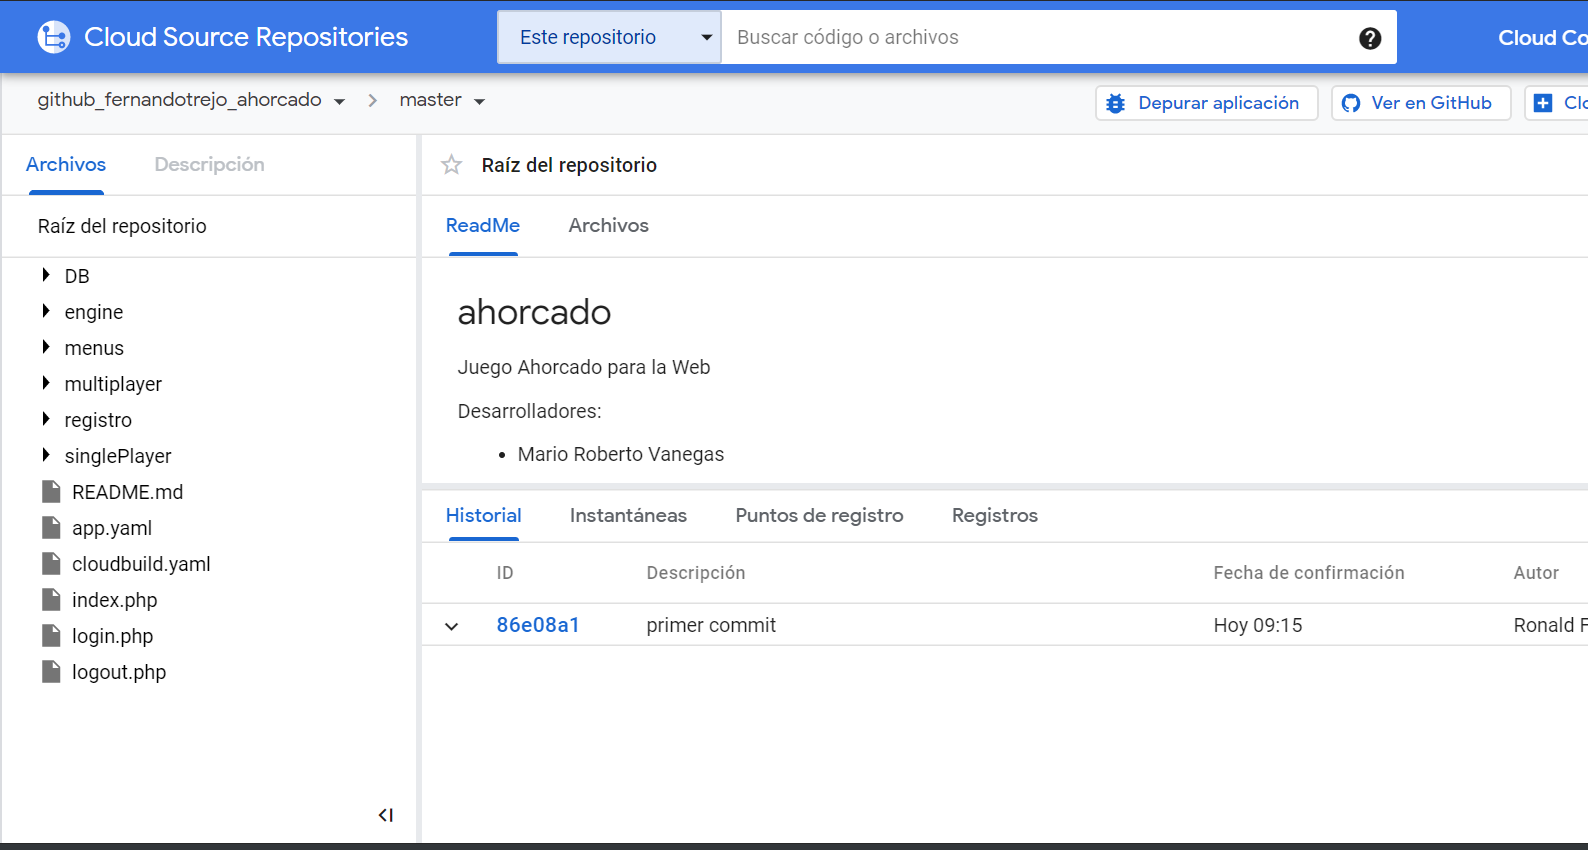 Cloud Source Repositories
Este repositorio
Buscar código o archivos
?
Cloud Co
github_fernandotrejo_ahorcado
master
Depurar aplicación
Ver en GitHub
Clo
Archivos
Descripción
Raíz del repositorio
DB
engine
menus
multiplayer
registro
singlePlayer
README.md
app.yaml
cloudbuild.yaml
index.php
login.php
logout.php
Raíz del repositorio
ReadMe
Archivos
ahorcado
Juego Ahorcado para la Web
Desarrolladores:
• Mario Roberto Vanegas
Historial
Instantáneas
Puntos de registro
Registros
ID
Descripción
Fecha de confirmación
Autor
86e08a1
primer commit
Hoy 09:15
Ronald F